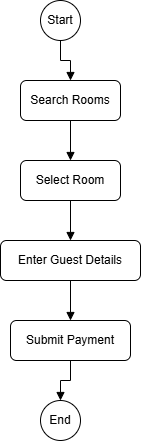 Start
Search Rooms
Select Room
Enter Guest Details
Submit Payment
End